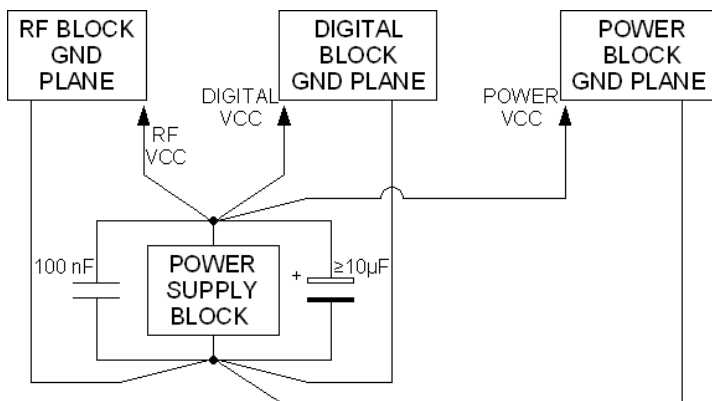 RF BLOCK
GND
PLANE
DIGITAL
BLOCK
GND PLANE
POWER
BLOCK
GND PLANE
RF
VCC
DIGITAL
VCC
POWER
VCC
100 nF
POWER
SUPPLY
BLOCK
+
≥10µF